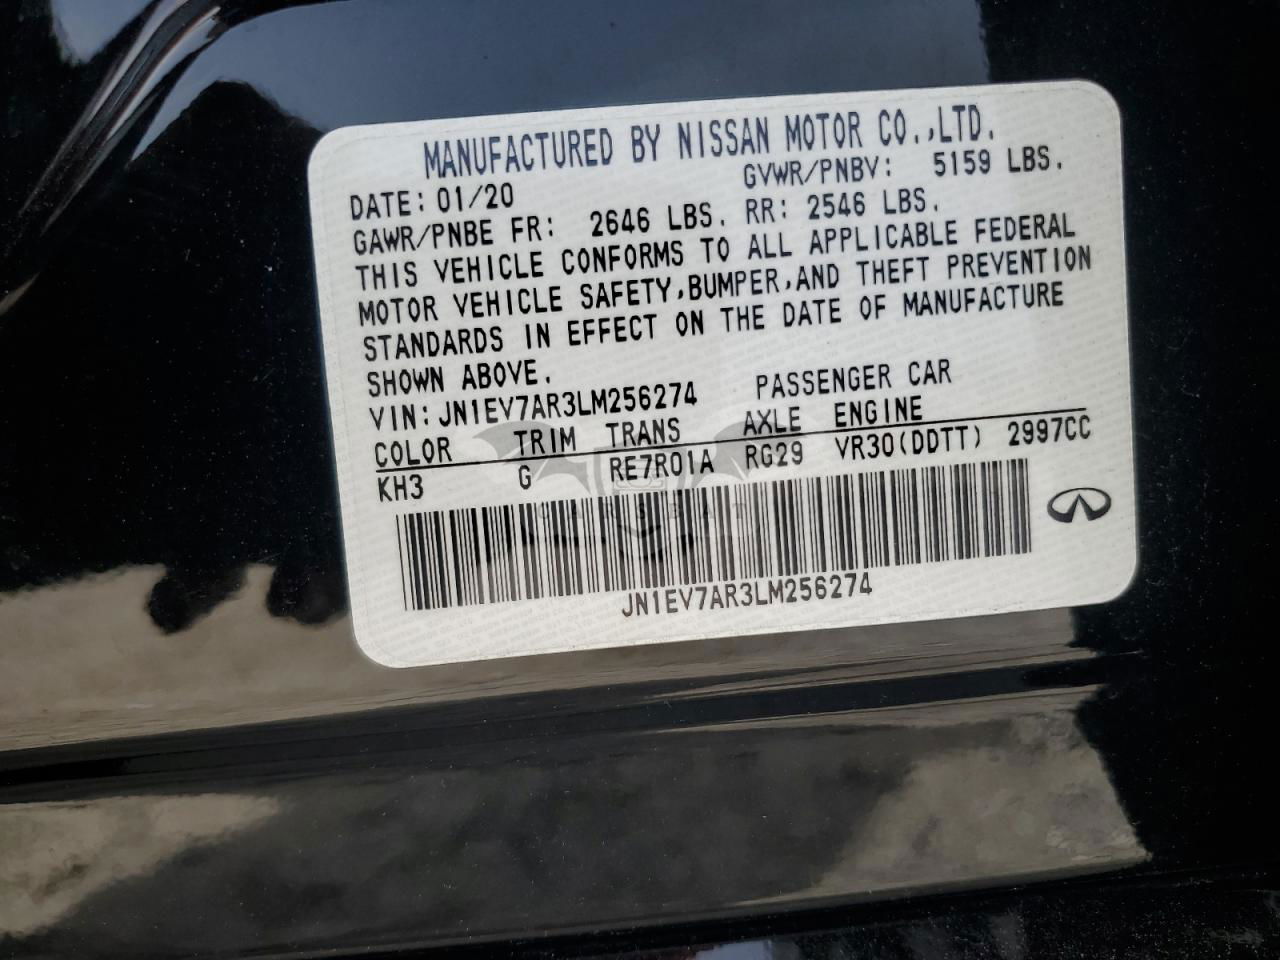 MANUFACTURED BY NISSAN MOTOR CO.,LTD.
DATE: 01/20 GVWR/PNBV: 5159 LBS.
GAWR/PNBE FR: 2646 LBS. RR: 2546 LBS.
THIS VEHICLE CONFORMS TO ALL APPLICABLE FEDERAL
MOTOR VEHICLE SAFETY,BUMPER,AND THEFT PREVENTION
STANDARDS IN EFFECT ON THE DATE OF MANUFACTURE
SHOWN ABOVE.
VIN: JN1EV7AR3LM256274 PASSENGER CAR
COLOR TRIM TRANS AXLE ENGINE
KH3 G RE7R01A RG29 VR30(DDTT) 2997CC
CARSBAT
JN1EV7AR3LM256274